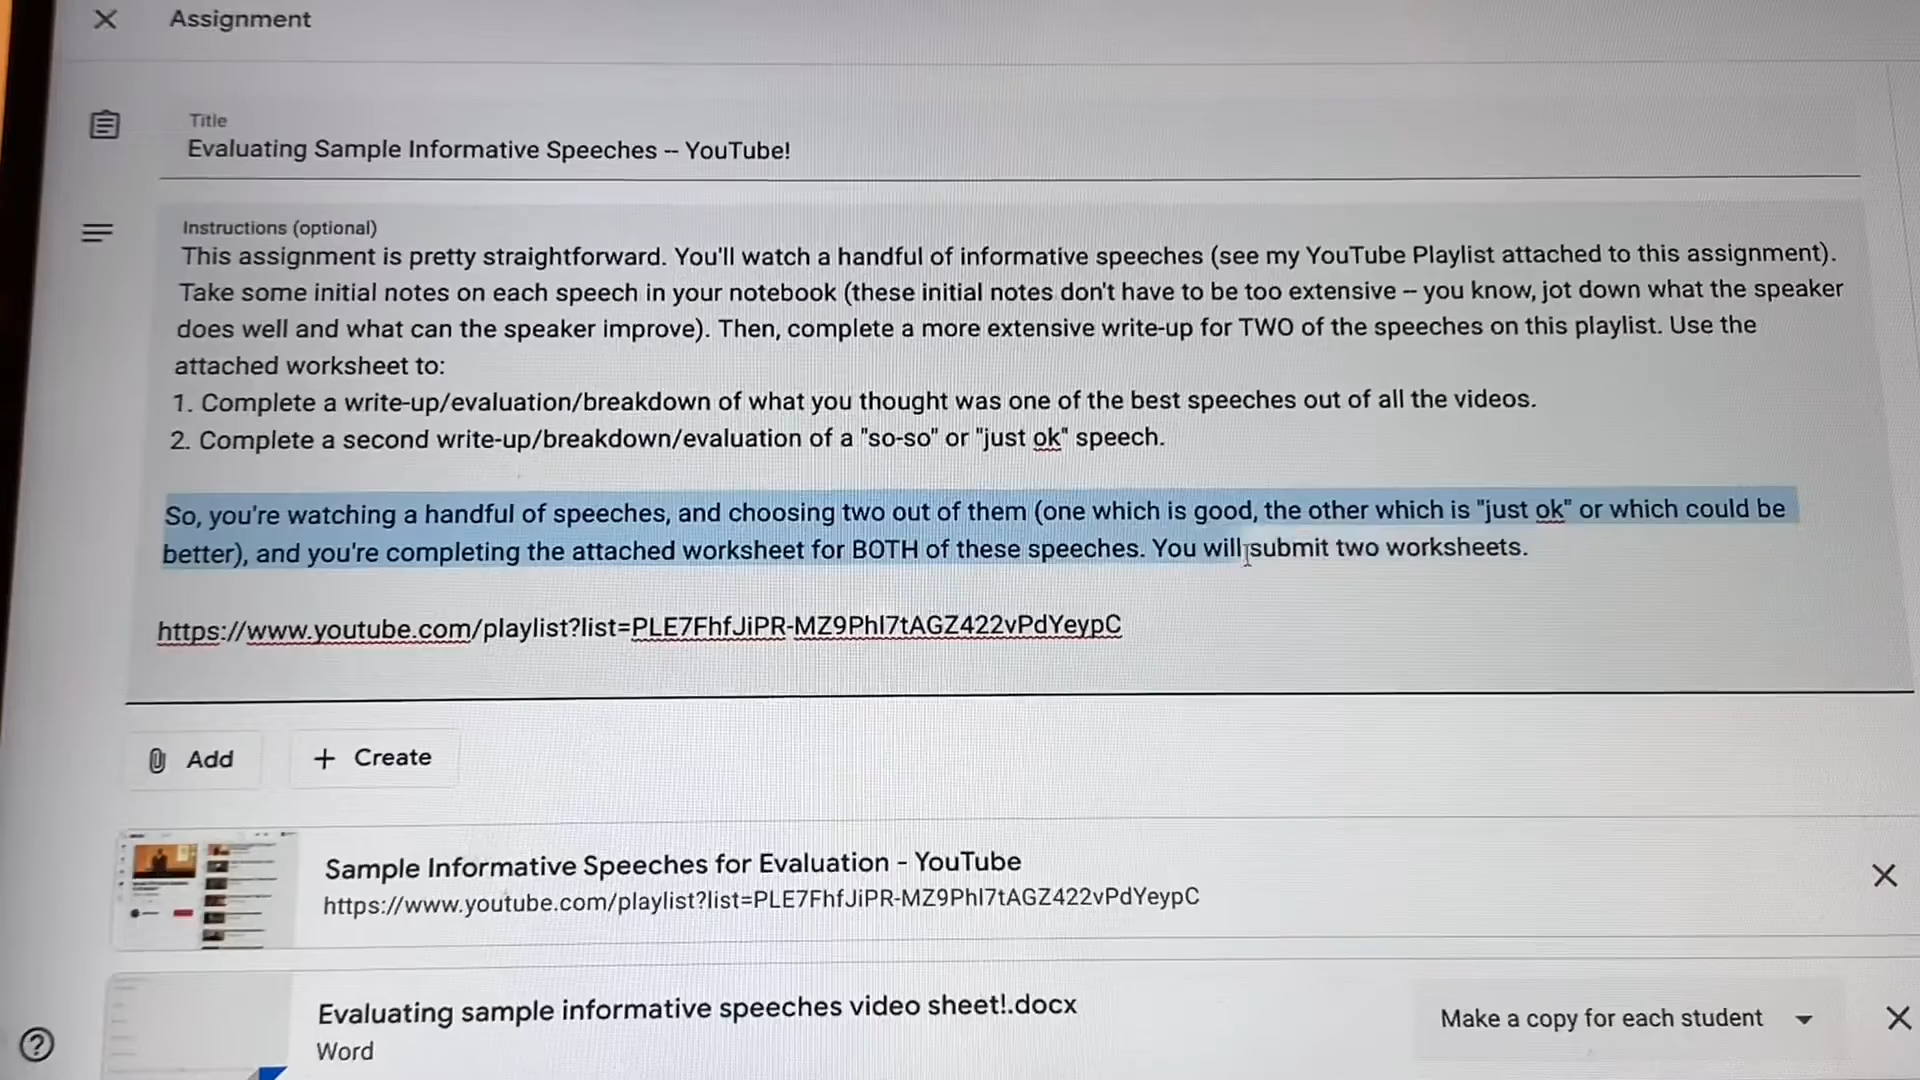 Assignment
Title
Evaluating Sample Informative Speeches -- YouTube!
Instructions (optional)
This assignment is pretty straightforward. You'll watch a handful of informative speeches (see my YouTube Playlist attached to this assignment).
Take some initial notes on each speech in your notebook (these initial notes don't have to be too extensive -- you know, jot down what the speaker
does well and what can the speaker improve). Then, complete a more extensive write-up for TWO of the speeches on this playlist. Use the
attached worksheet to:
1. Complete a write-up/evaluation/breakdown of what you thought was one of the best speeches out of all the videos.
2. Complete a second write-up/breakdown/evaluation of a "so-so" or "just ok" speech.
So, you're watching a handful of speeches, and choosing two out of them (one which is good, the other which is "just ok" or which could be
better), and you're completing the attached worksheet for BOTH of these speeches. You will submit two worksheets.
https://www.youtube.com/playlist?list=PLE7FhfJiPR-MZ9PhI7tAGZ422vPdYeypC
Add
+ Create
Sample Informative Speeches for Evaluation - YouTube
https://www.youtube.com/playlist?list=PLE7FhfJiPR-MZ9PhI7tAGZ422vPdYeypC
Evaluating sample informative speeches video sheet!.docx
Word
Make a copy for each student